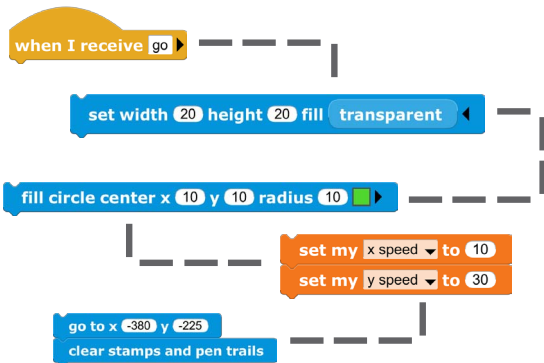 when I receive go
set width 20 height 20 fill transparent
fill circle center x 10 y 10 radius 10
set my x speed to 10
set my y speed to 30
go to x -380 y -225
clear stamps and pen trails